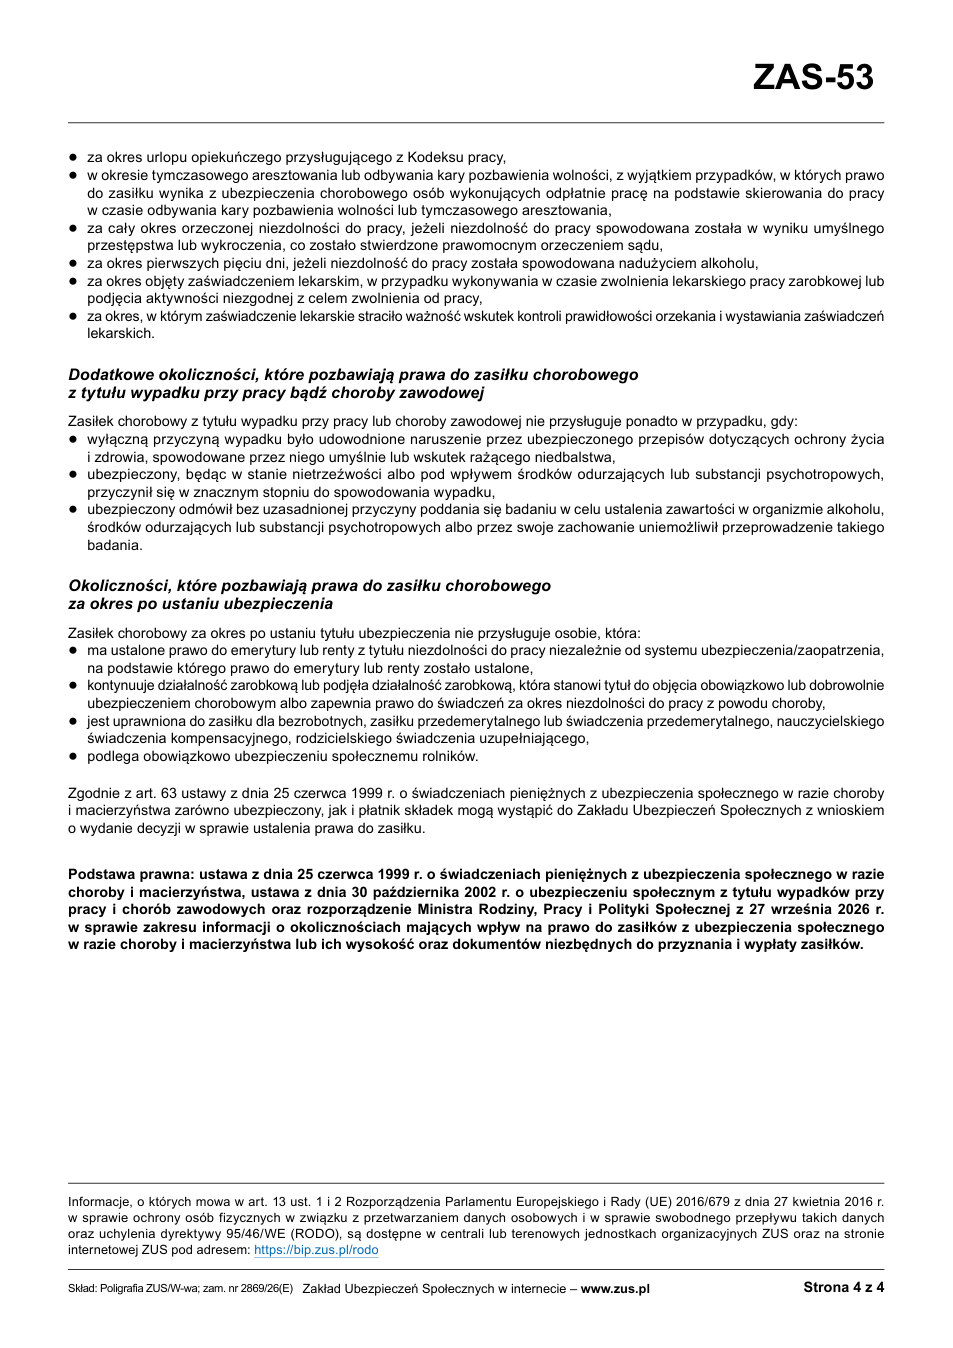 ZAS-53
● za okres urlopu opiekuńczego przysługującego z Kodeksu pracy,
● w okresie tymczasowego aresztowania lub odbywania kary pozbawienia wolności, z wyjątkiem przypadków, w których prawo
do zasiłku wynika z ubezpieczenia chorobowego osób wykonujących odpłatnie pracę na podstawie skierowania do pracy
w czasie odbywania kary pozbawienia wolności lub tymczasowego aresztowania,
● za cały okres orzeczonej niezdolności do pracy, jeżeli niezdolność do pracy spowodowana została w wyniku umyślnego
przestępstwa lub wykroczenia, co zostało stwierdzone prawomocnym orzeczeniem sądu,
● za okres pierwszych pięciu dni, jeżeli niezdolność do pracy została spowodowana nadużyciem alkoholu,
● za okres objęty zaświadczeniem lekarskim, w przypadku wykonywania w czasie zwolnienia lekarskiego pracy zarobkowej lub
podjęcia aktywności niezgodnej z celem zwolnienia od pracy,
● za okres, w którym zaświadczenie lekarskie straciło ważność wskutek kontroli prawidłowości orzekania i wystawiania zaświadczeń
lekarskich.
Dodatkowe okoliczności, które pozbawiają prawa do zasiłku chorobowego
z tytułu wypadku przy pracy bądź choroby zawodowej
Zasiłek chorobowy z tytułu wypadku przy pracy lub choroby zawodowej nie przysługuje ponadto w przypadku, gdy:
● wyłączną przyczyną wypadku było udowodnione naruszenie przez ubezpieczonego przepisów dotyczących ochrony życia
i zdrowia, spowodowane przez niego umyślnie lub wskutek rażącego niedbalstwa,
● ubezpieczony, będąc w stanie nietrzeźwości albo pod wpływem środków odurzających lub substancji psychotropowych,
przyczynił się w znacznym stopniu do spowodowania wypadku,
● ubezpieczony odmówił bez uzasadnionej przyczyny poddania się badaniu w celu ustalenia zawartości w organizmie alkoholu,
środków odurzających lub substancji psychotropowych albo przez swoje zachowanie uniemożliwił przeprowadzenie takiego
badania.
Okoliczności, które pozbawiają prawa do zasiłku chorobowego
za okres po ustaniu ubezpieczenia
Zasiłek chorobowy za okres po ustaniu tytułu ubezpieczenia nie przysługuje osobie, która:
● ma ustalone prawo do emerytury lub renty z tytułu niezdolności do pracy niezależnie od systemu ubezpieczenia/zaopatrzenia,
na podstawie którego prawo do emerytury lub renty zostało ustalone,
● kontynuuje działalność zarobkową lub podjęła działalność zarobkową, która stanowi tytuł do objęcia obowiązkowo lub dobrowolnie
ubezpieczeniem chorobowym albo zapewnia prawo do świadczeń za okres niezdolności do pracy z powodu choroby,
● jest uprawniona do zasiłku dla bezrobotnych, zasiłku przedemerytalnego lub świadczenia przedemerytalnego, nauczycielskiego
świadczenia kompensacyjnego, rodzicielskiego świadczenia uzupełniającego,
● podlega obowiązkowo ubezpieczeniu społecznemu rolników.
Zgodnie z art. 63 ustawy z dnia 25 czerwca 1999 r. o świadczeniach pieniężnych z ubezpieczenia społecznego w razie choroby
i macierzyństwa zarówno ubezpieczony, jak i płatnik składek mogą wystąpić do Zakładu Ubezpieczeń Społecznych z wnioskiem
o wydanie decyzji w sprawie ustalenia prawa do zasiłku.
Podstawa prawna: ustawa z dnia 25 czerwca 1999 r. o świadczeniach pieniężnych z ubezpieczenia społecznego w razie
choroby i macierzyństwa, ustawa z dnia 30 października 2002 r. o ubezpieczeniu społecznym z tytułu wypadków przy
pracy i chorób zawodowych oraz rozporządzenie Ministra Rodziny, Pracy i Polityki Społecznej z 27 września 2026 r.
w sprawie zakresu informacji o okolicznościach mających wpływ na prawo do zasiłków z ubezpieczenia społecznego
w razie choroby i macierzyństwa lub ich wysokość oraz dokumentów niezbędnych do przyznania i wypłaty zasiłków.
Informacje, o których mowa w art. 13 ust. 1 i 2 Rozporządzenia Parlamentu Europejskiego i Rady (UE) 2016/679 z dnia 27 kwietnia 2016 r.
w sprawie ochrony osób fizycznych w związku z przetwarzaniem danych osobowych i w sprawie swobodnego przepływu takich danych
oraz uchylenia dyrektywy 95/46/WE (RODO), są dostępne w centrali lub terenowych jednostkach organizacyjnych ZUS oraz na stronie
internetowej ZUS pod adresem: https://bip.zus.pl/rodo
Skład: Poligrafia ZUS/W-wa; zam. nr 2869/26(E) Zakład Ubezpieczeń Społecznych w internecie – www.zus.pl Strona 4 z 4